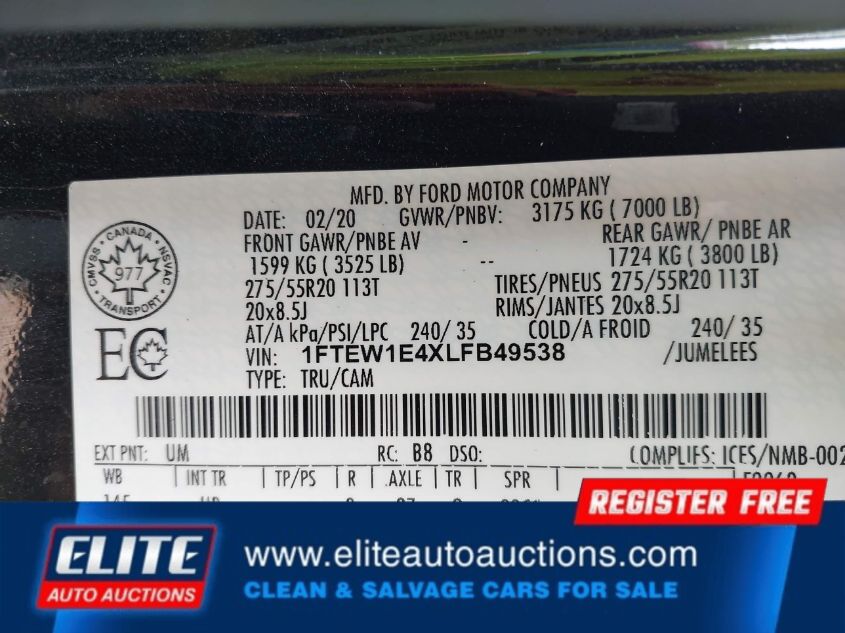 MFD. BY FORD MOTOR COMPANY
DATE: 02/20 GVWR/PNBV: 3175 KG ( 7000 LB)
FRONT GAWR/PNBE AV - REAR GAWR/ PNBE AR
1599 KG ( 3525 LB) -- 1724 KG ( 3800 LB)
275/55R20 113T TIRES/PNEUS 275/55R20 113T
20x8.5J RIMS/JANTES 20x8.5J
AT/A kPa/PSI/LPC 240/ 35 COLD/A FROID 240/ 35
VIN: 1FTEW1E4XLFB49538 /JUMELEES
TYPE: TRU/CAM
CMVSS · CANADA · NSVAC
977
TRANSPORT
EC
EXT PNT: UM RC: B8 DSO: COMPLIFS: ICES/NMB-002
WB INT TR TP/PS R .AXLE TR SPR
REGISTER FREE
ELITE
AUTO AUCTIONS
www.eliteautoauctions.com
CLEAN & SALVAGE CARS FOR SALE